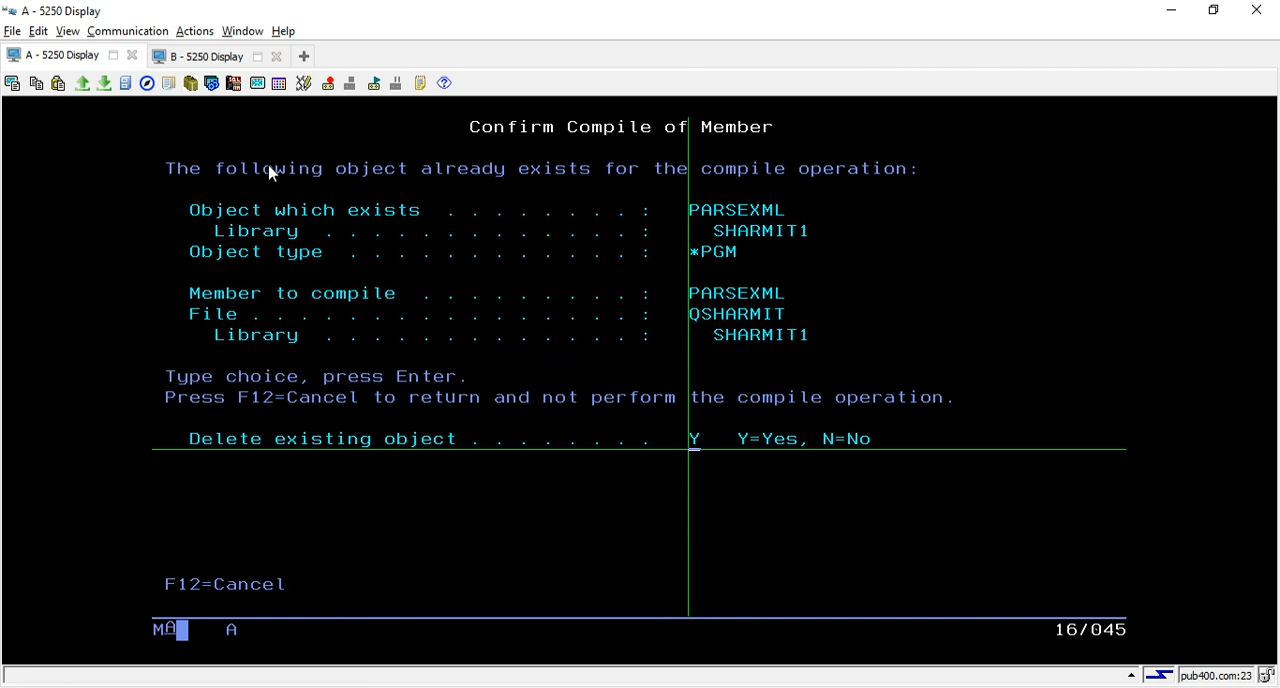 A - 5250 Display
File Edit View Communication Actions Window Help
A - 5250 Display B - 5250 Display
Confirm Compile of Member
The following object already exists for the compile operation:
Object which exists . . . . . . . . . : PARSEXML
Library . . . . . . . . . . . . . . : SHARMIT1
Object type . . . . . . . . . . . . . : *PGM
Member to compile . . . . . . . . . . : PARSEXML
File . . . . . . . . . . . . . . . . . : QSHARMIT
Library . . . . . . . . . . . . . . : SHARMIT1
Type choice, press Enter.
Press F12=Cancel to return and not perform the compile operation.
Delete existing object . . . . . . . . Y Y=Yes, N=No
F12=Cancel
MA A 16/045
pub400.com:23